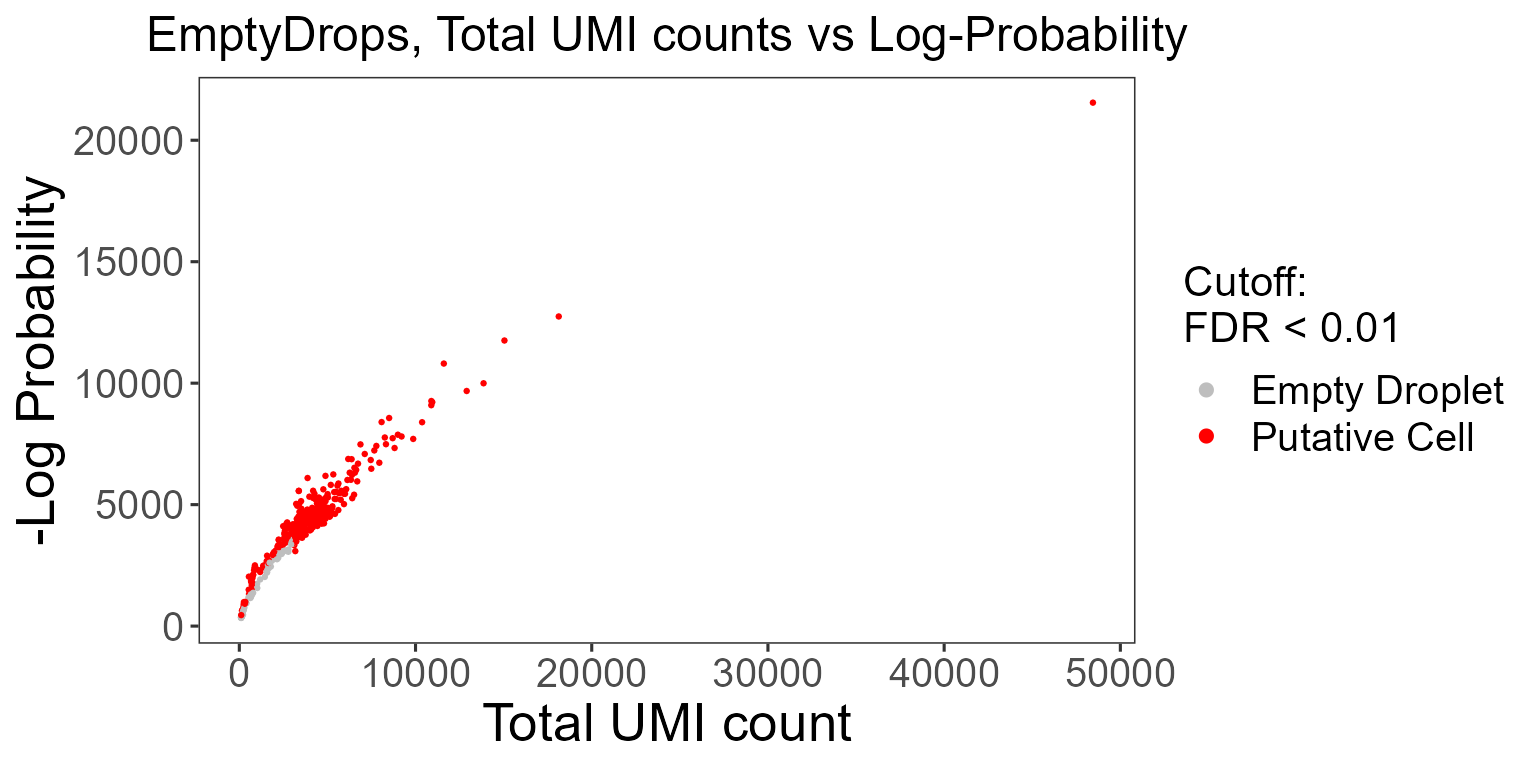 EmptyDrops, Total UMI counts vs Log-Probability
-Log Probability
20000
15000
10000
5000
0
0 10000 20000 30000 40000 50000
Total UMI count
Cutoff:
FDR < 0.01
Empty Droplet
Putative Cell